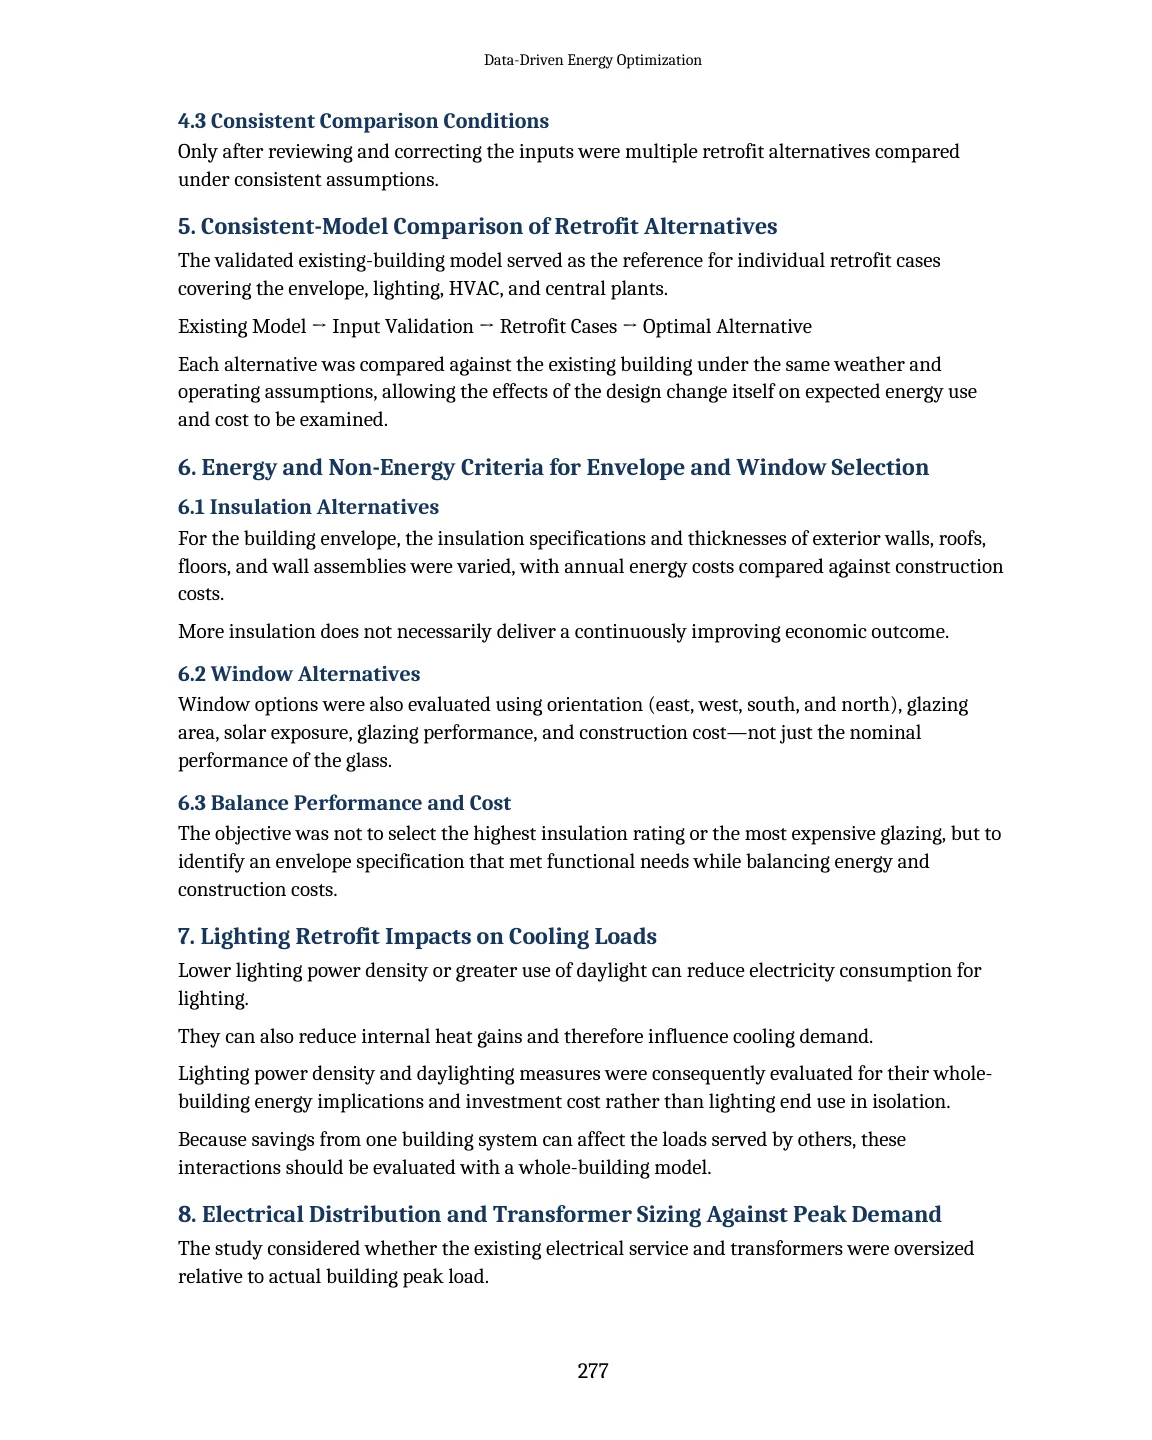 Data-Driven Energy Optimization
4.3 Consistent Comparison Conditions
Only after reviewing and correcting the inputs were multiple retrofit alternatives compared
under consistent assumptions.
5. Consistent-Model Comparison of Retrofit Alternatives
The validated existing-building model served as the reference for individual retrofit cases
covering the envelope, lighting, HVAC, and central plants.
Existing Model → Input Validation → Retrofit Cases → Optimal Alternative
Each alternative was compared against the existing building under the same weather and
operating assumptions, allowing the effects of the design change itself on expected energy use
and cost to be examined.
6. Energy and Non-Energy Criteria for Envelope and Window Selection
6.1 Insulation Alternatives
For the building envelope, the insulation specifications and thicknesses of exterior walls, roofs,
floors, and wall assemblies were varied, with annual energy costs compared against construction
costs.
More insulation does not necessarily deliver a continuously improving economic outcome.
6.2 Window Alternatives
Window options were also evaluated using orientation (east, west, south, and north), glazing
area, solar exposure, glazing performance, and construction cost—not just the nominal
performance of the glass.
6.3 Balance Performance and Cost
The objective was not to select the highest insulation rating or the most expensive glazing, but to
identify an envelope specification that met functional needs while balancing energy and
construction costs.
7. Lighting Retrofit Impacts on Cooling Loads
Lower lighting power density or greater use of daylight can reduce electricity consumption for
lighting.
They can also reduce internal heat gains and therefore influence cooling demand.
Lighting power density and daylighting measures were consequently evaluated for their whole-
building energy implications and investment cost rather than lighting end use in isolation.
Because savings from one building system can affect the loads served by others, these
interactions should be evaluated with a whole-building model.
8. Electrical Distribution and Transformer Sizing Against Peak Demand
The study considered whether the existing electrical service and transformers were oversized
relative to actual building peak load.
277